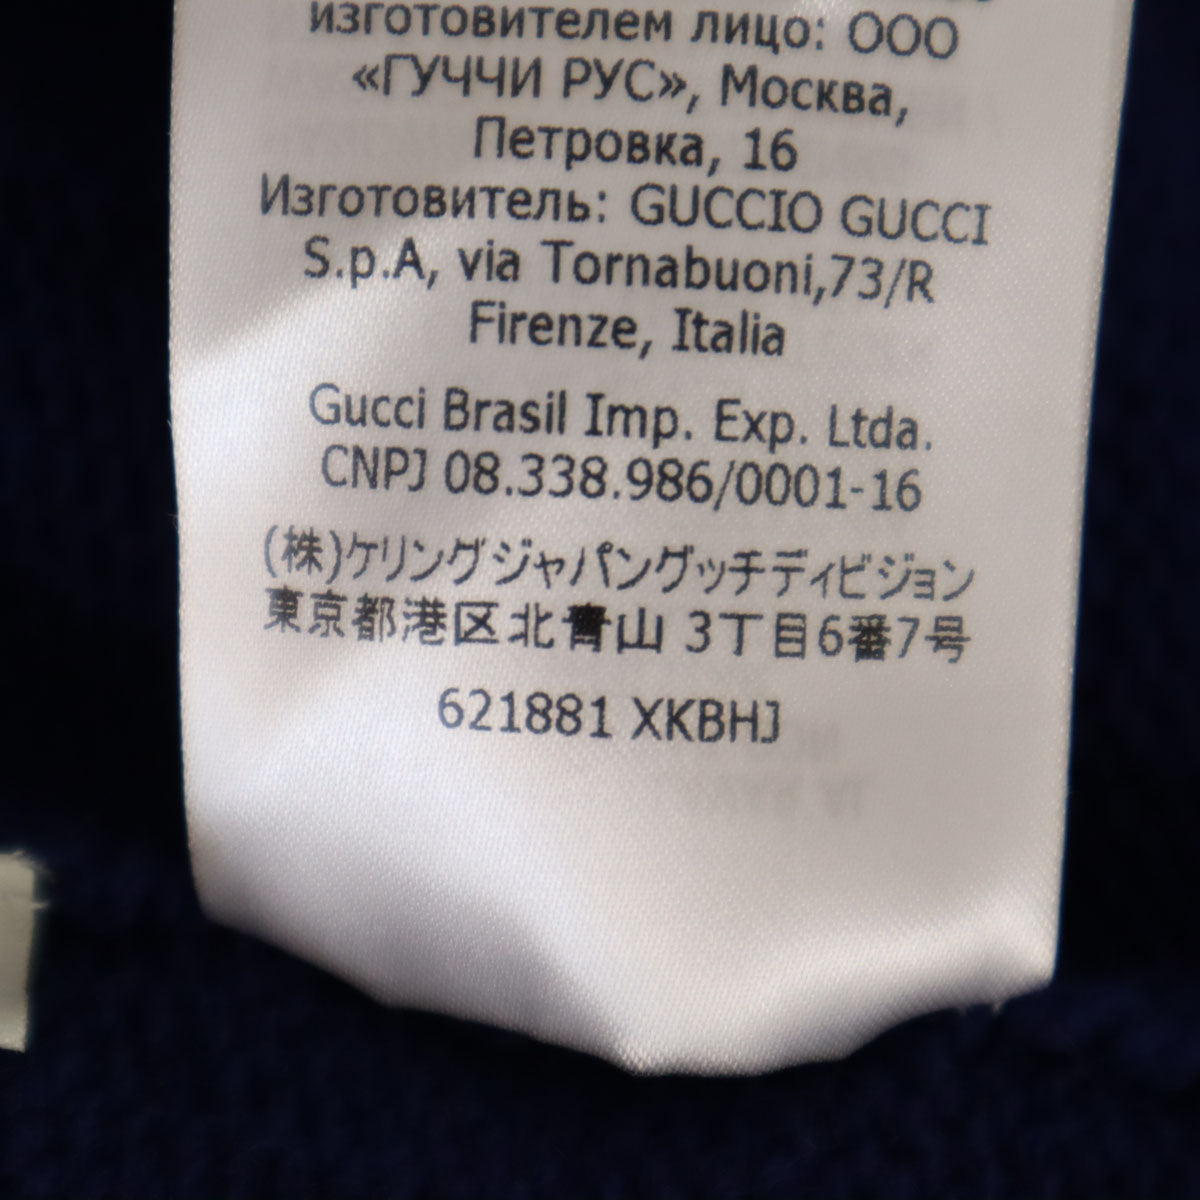 изготовителем лицо: ООО
«ГУЧЧИ РУС», Москва,
Петровка, 16
Изготовитель: GUCCIO GUCCI
S.p.A, via Tornabuoni,73/R
Firenze, Italia
Gucci Brasil Imp. Exp. Ltda.
CNPJ 08.338.986/0001-16
(株)ケリングジャパングッチディビジョン
東京都港区北青山 3丁目6番7号
621881 XKBHJ